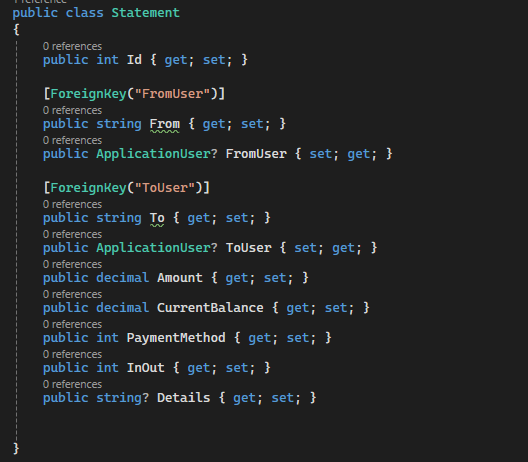 1 reference
public class Statement
{
0 references
public int Id { get; set; }
[ForeignKey("FromUser")]
0 references
public string From { get; set; }
0 references
public ApplicationUser? FromUser { set; get; }
[ForeignKey("ToUser")]
0 references
public string To { get; set; }
0 references
public ApplicationUser? ToUser { set; get; }
0 references
public decimal Amount { get; set; }
0 references
public decimal CurrentBalance { get; set; }
0 references
public int PaymentMethod { get; set; }
0 references
public int InOut { get; set; }
0 references
public string? Details { get; set; }
}